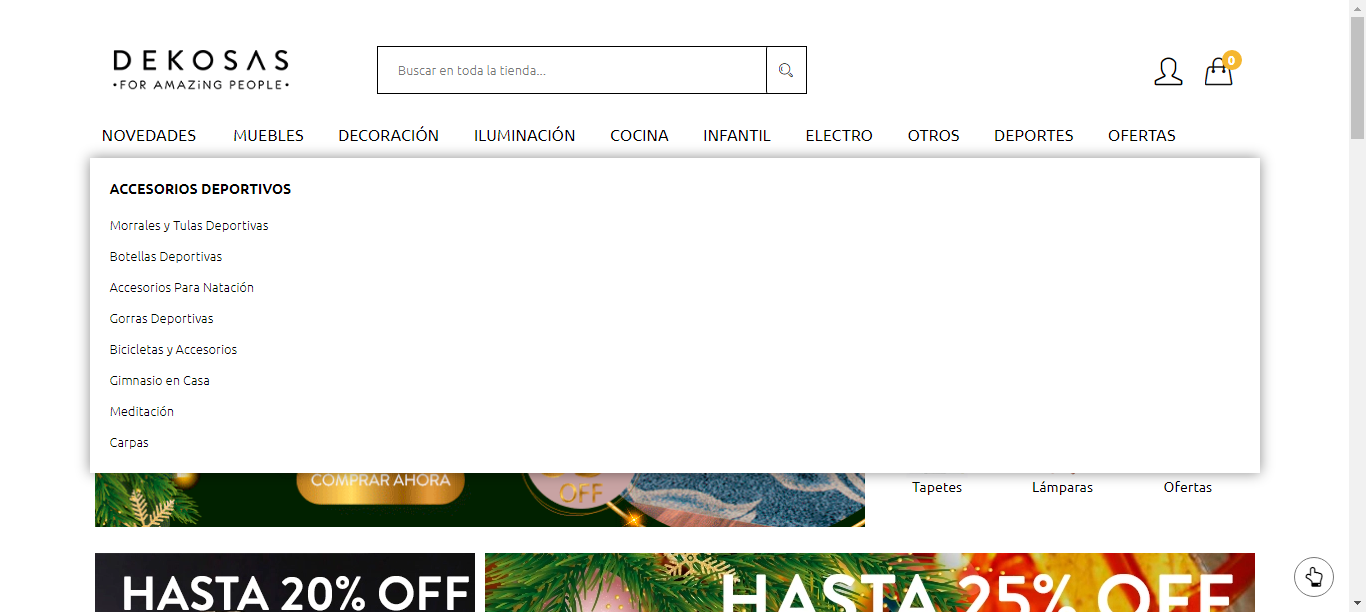 DEKOSAS
•FOR AMAZiNG PEOPLE•
Buscar en toda la tienda...
0
NOVEDADES MUEBLES DECORACIÓN ILUMINACIÓN COCINA INFANTIL ELECTRO OTROS DEPORTES OFERTAS
ACCESORIOS DEPORTIVOS
Morrales y Tulas Deportivas
Botellas Deportivas
Accesorios Para Natación
Gorras Deportivas
Bicicletas y Accesorios
Gimnasio en Casa
Meditación
Carpas
COMPRAR AHORA
OFF
Tapetes Lámparas Ofertas
HASTA 20% OFF
HASTA 25% OFF